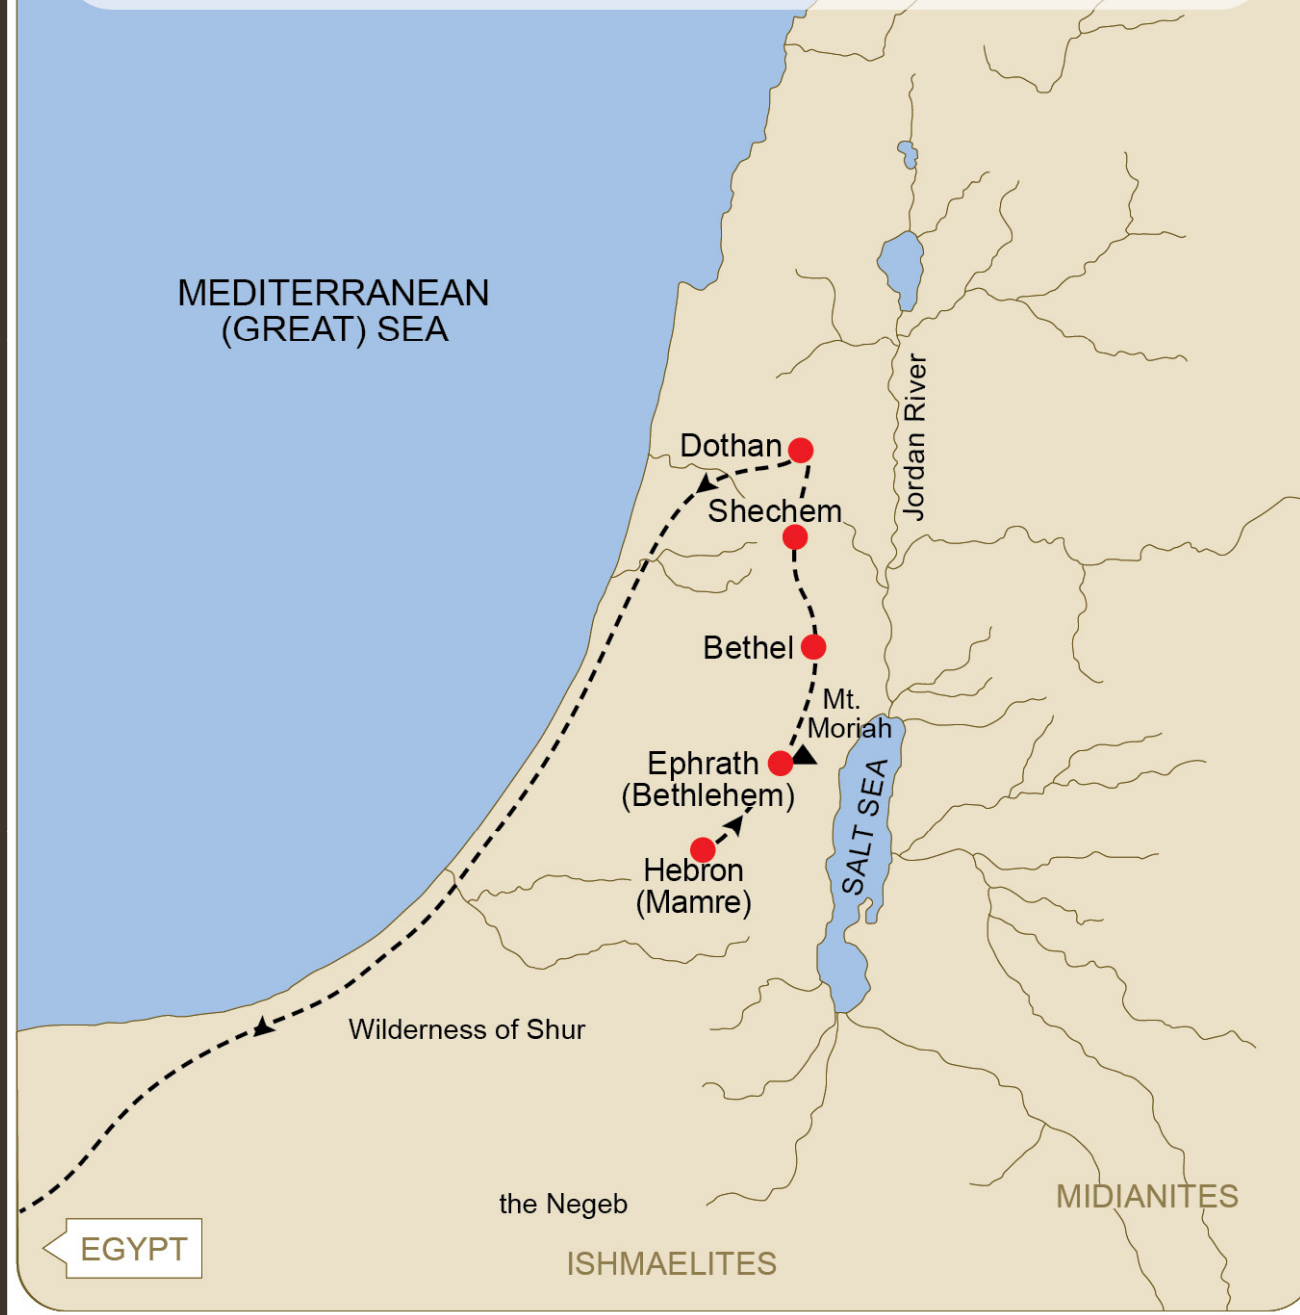 MEDITERRANEAN
(GREAT) SEA
Jordan River
Dothan
Shechem
Bethel
Mt.
Moriah
Ephrath
(Bethlehem)
SALT SEA
Hebron
(Mamre)
Wilderness of Shur
the Negeb
MIDIANITES
EGYPT
ISHMAELITES